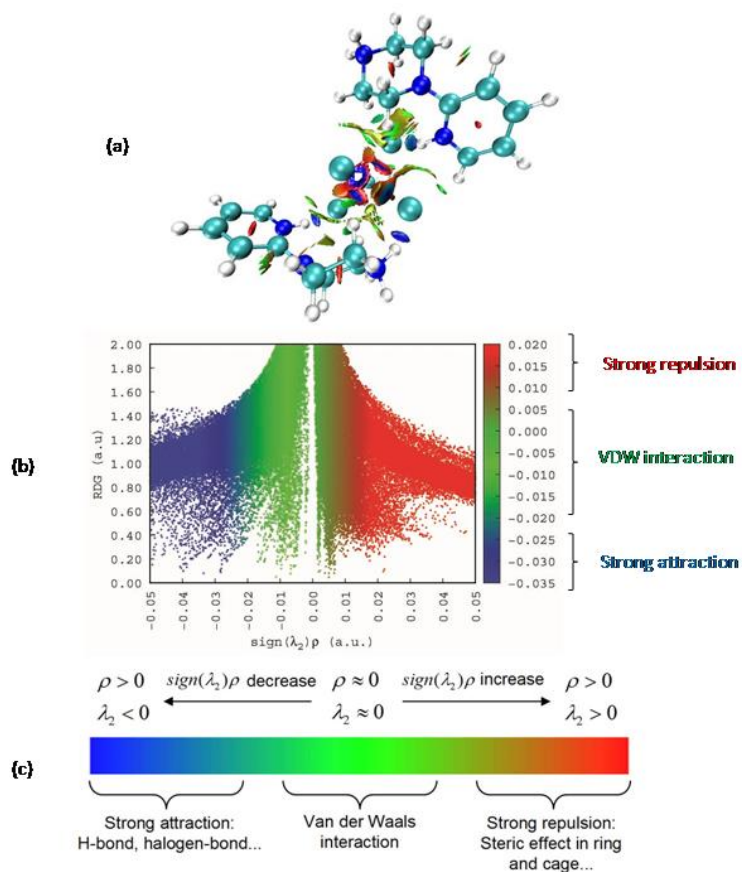 (a)
(b)
2.00
1.80
1.60
1.40
1.20
1.00
0.80
0.60
0.40
0.20
0.00
RDG (a.u)
-0.05
-0.04
-0.03
-0.02
-0.01
0.00
0.01
0.02
0.03
0.04
0.05
sign(λ₂)ρ (a.u.)
0.020
0.015
0.010
0.005
0.000
-0.005
-0.010
-0.015
-0.020
-0.025
-0.030
-0.035
Strong repulsion
VDW interaction
Strong attraction
ρ > 0 sign(λ₂)ρ decrease ρ ≈ 0 sign(λ₂)ρ increase ρ > 0
λ₂ < 0 λ₂ ≈ 0 λ₂ > 0
(c)
Strong attraction: Van der Waals Strong repulsion:
H-bond, halogen-bond... interaction Steric effect in ring
and cage...